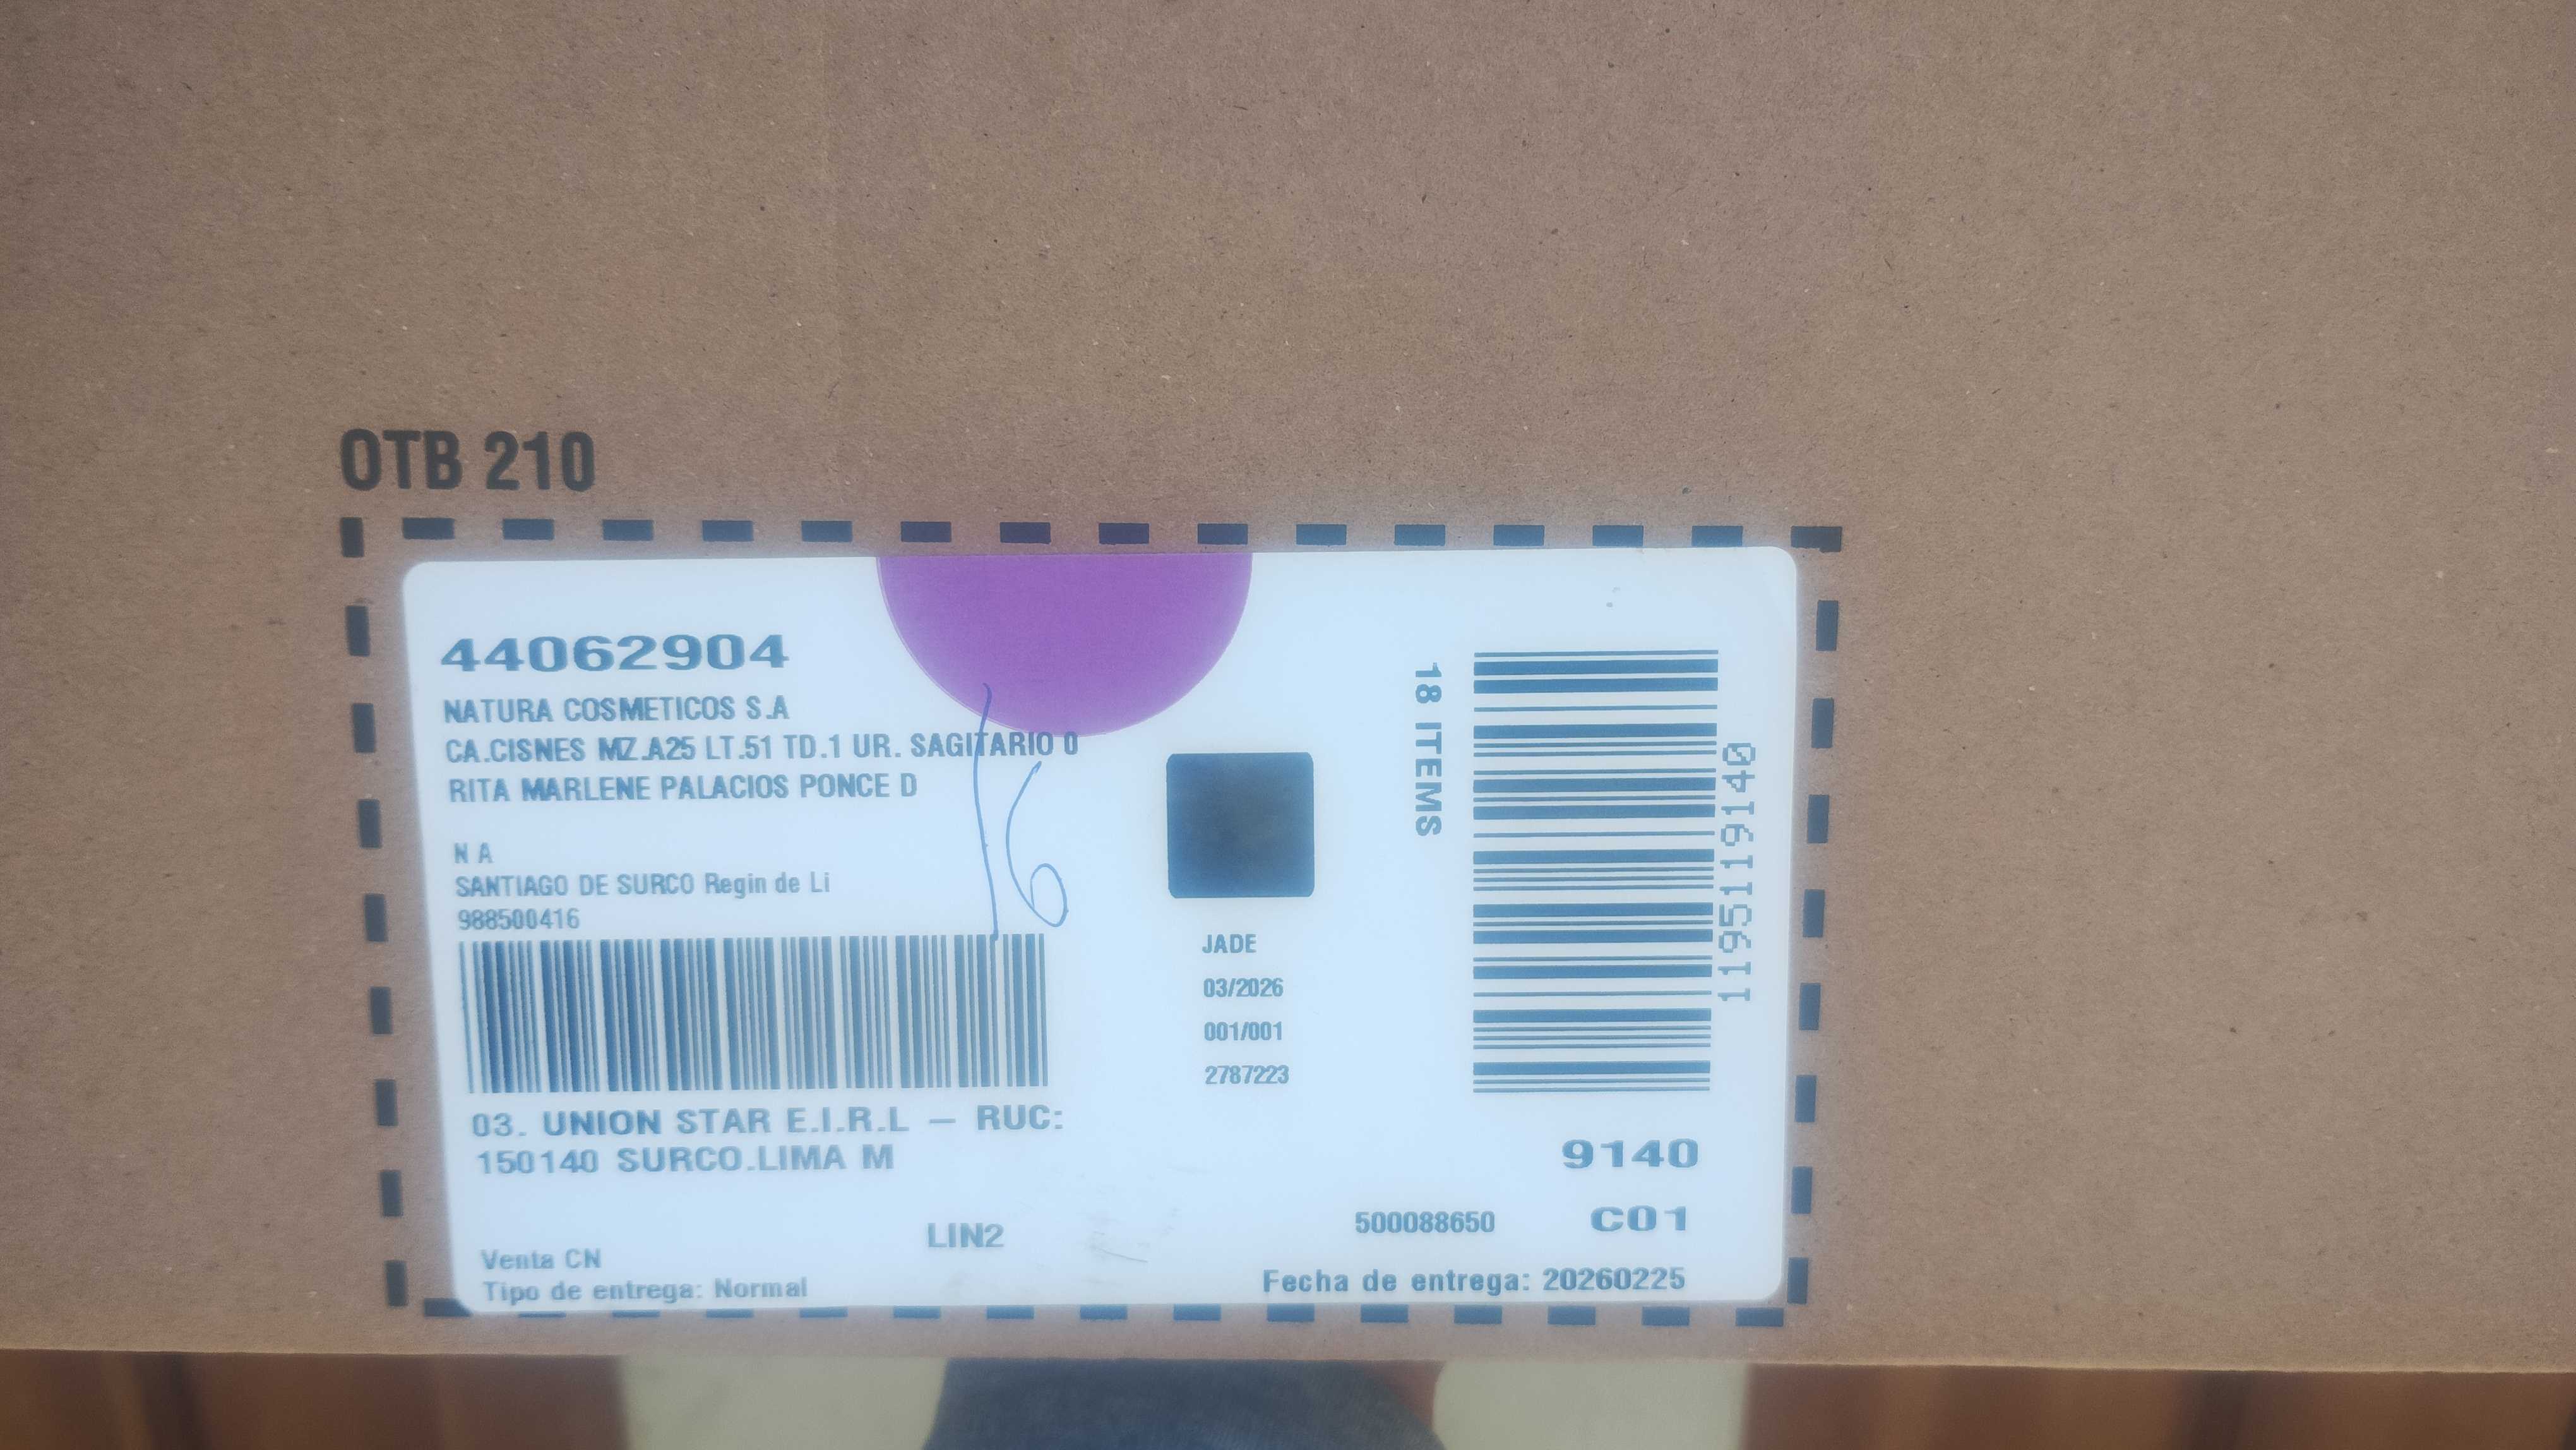 OTB 210
44062904
NATURA COSMETICOS S.A
CA.CISNES MZ.A25 LT.51 TD.1 UR. SAGITARIO 0
RITA MARLENE PALACIOS PONCE D
N A
SANTIAGO DE SURCO Regin de Li
988500416
16
03. UNION STAR E.I.R.L – RUC:
150140 SURCO.LIMA M
LIN2
Venta CN
Tipo de entrega: Normal
JADE
03/2026
001/001
2787223
18 ITEMS
1195119140
9140
500088650 C01
Fecha de entrega: 20260225